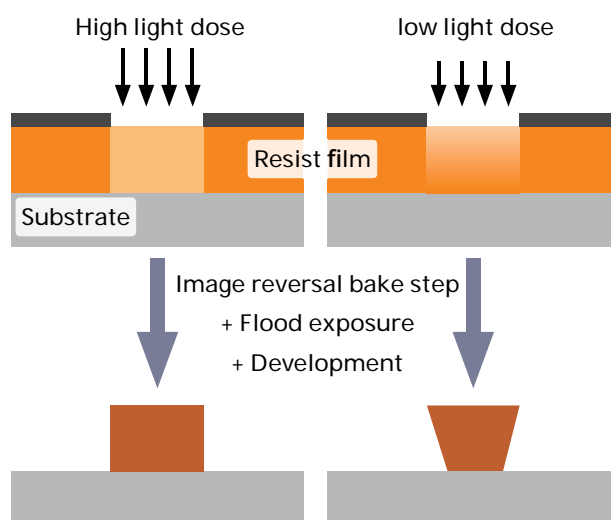 High light dose
low light dose
Resist film
Substrate
Image reversal bake step
+ Flood exposure
+ Development